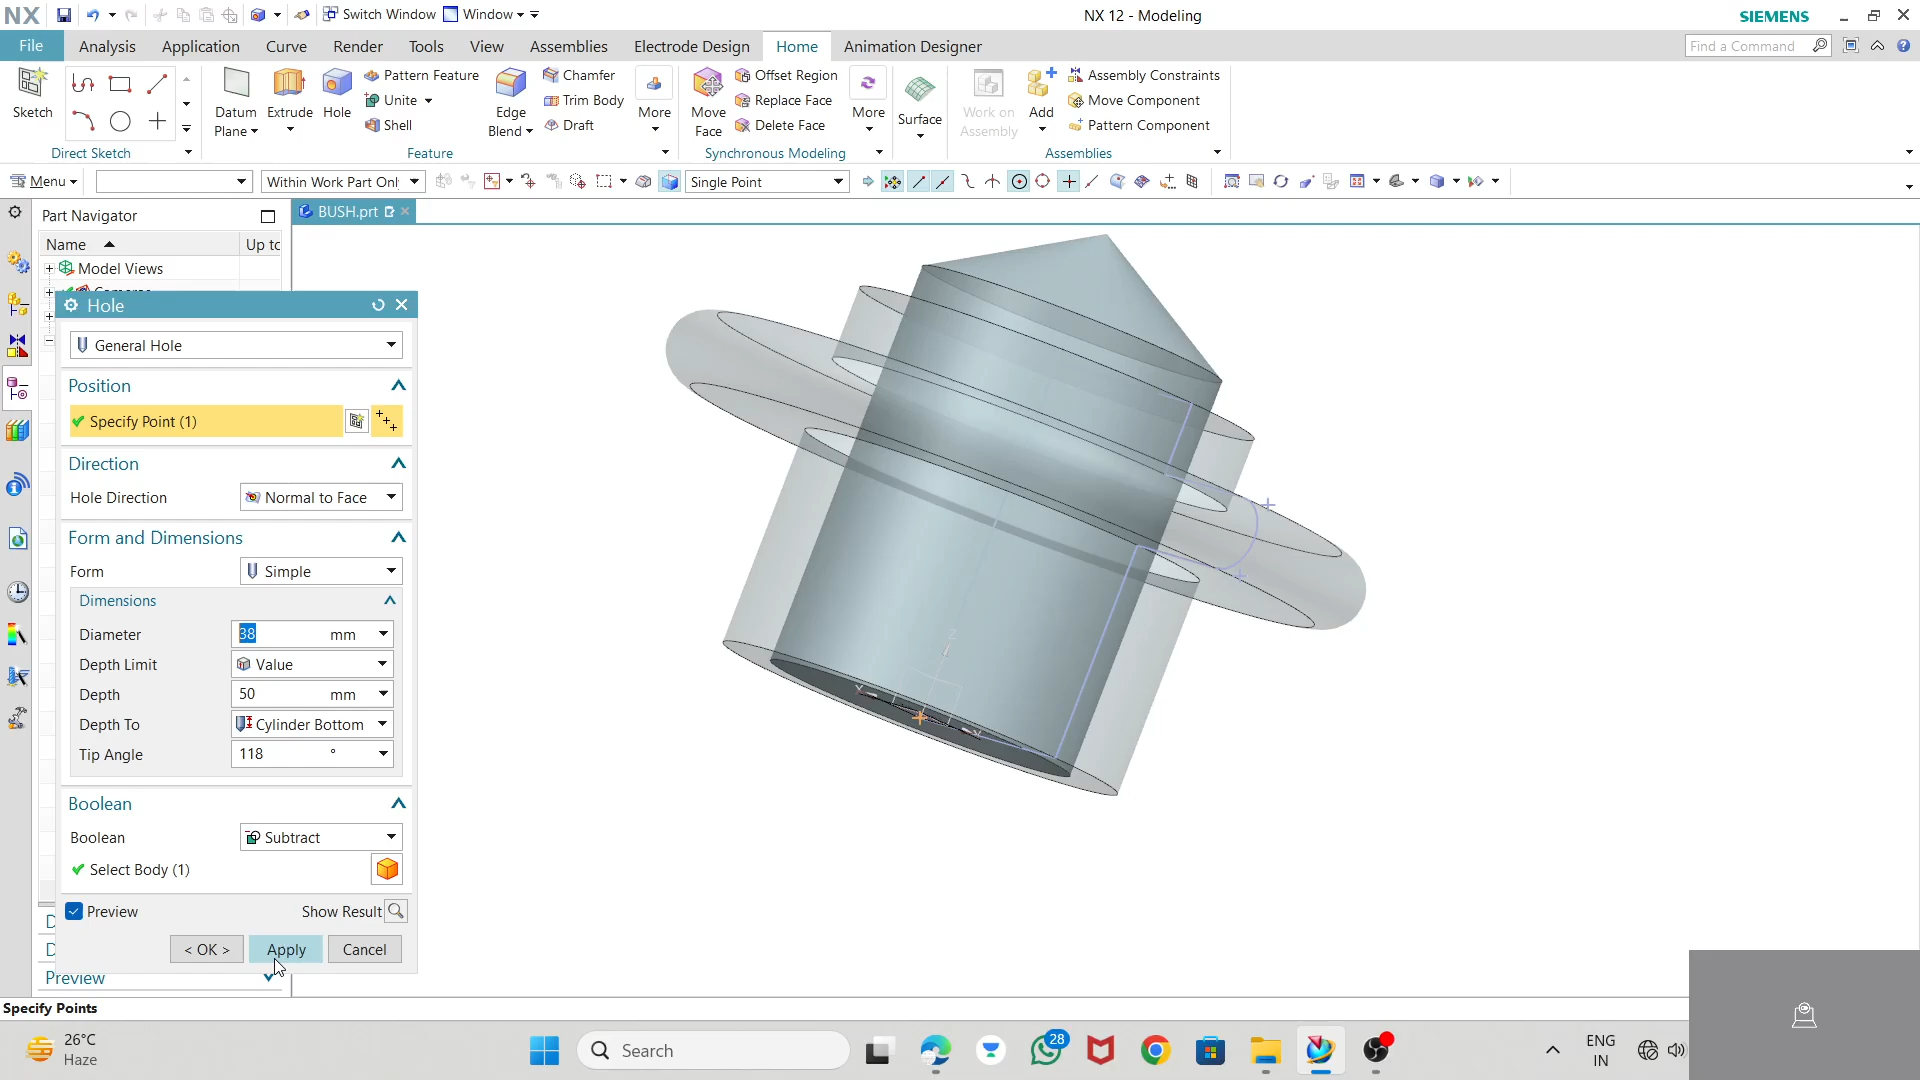 NX
Switch Window
Window
NX 12 - Modeling
SIEMENS
File
Analysis
Application
Curve
Render
Tools
View
Assemblies
Electrode Design
Home
Animation Designer
Find a Command
Sketch
Datum
Plane
Extrude
Hole
Pattern Feature
Unite
Shell
Edge
Blend
Chamfer
Trim Body
Draft
More
Move
Face
Offset Region
Replace Face
Delete Face
More
Surface
Work on
Assembly
Add
Assembly Constraints
Move Component
Pattern Component
Direct Sketch
Feature
Synchronous Modeling
Assemblies
Menu
Within Work Part Onl
Single Point
Part Navigator
BUSH.prt
Name
Up to
Model Views
Hole
General Hole
Position
Specify Point (1)
Direction
Hole Direction
Normal to Face
Form and Dimensions
Form
Simple
Dimensions
Diameter
38
mm
Depth Limit
Value
Depth
50
mm
Depth To
Cylinder Bottom
Tip Angle
118
°
Boolean
Boolean
Subtract
Select Body (1)
Preview
Show Result
< OK >
Apply
Cancel
D
D
Preview
Z
Y
Specify Points
26°C
Haze
Search
28
ENG
IN